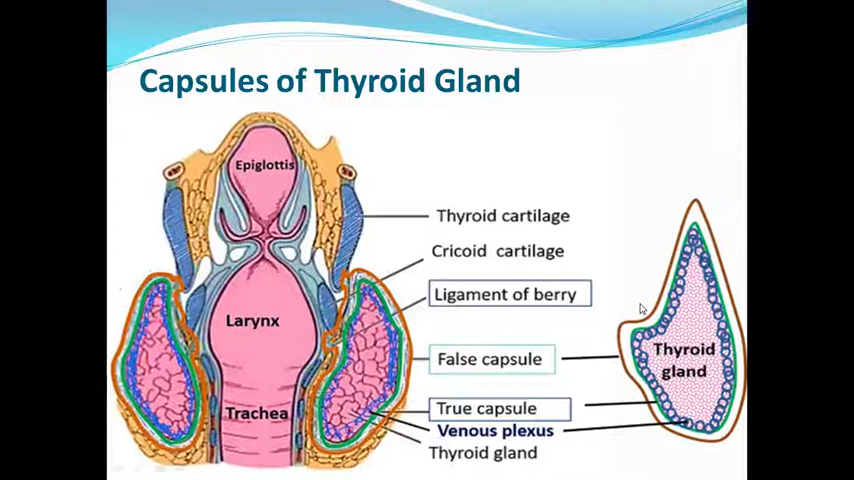 Capsules of Thyroid Gland
Epiglottis
Thyroid cartilage
Cricoid cartilage
Ligament of berry
Larynx
False capsule
Thyroid
gland
Trachea
True capsule
Venous plexus
Thyroid gland